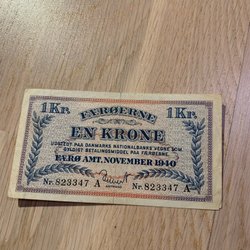 1 Kr. FÆRØERNE 1 Kr.
EN KRONE
UDSTEDT PAA DANMARKS NATIONALBANKS VEGNE SOM
GYLDIGT BETALINGSMIDDEL PAA FÆRØERNE.
FÆRØ AMT. NOVEMBER 1940
AMTMAND
Nr. 823347 A Nr. 823347 A